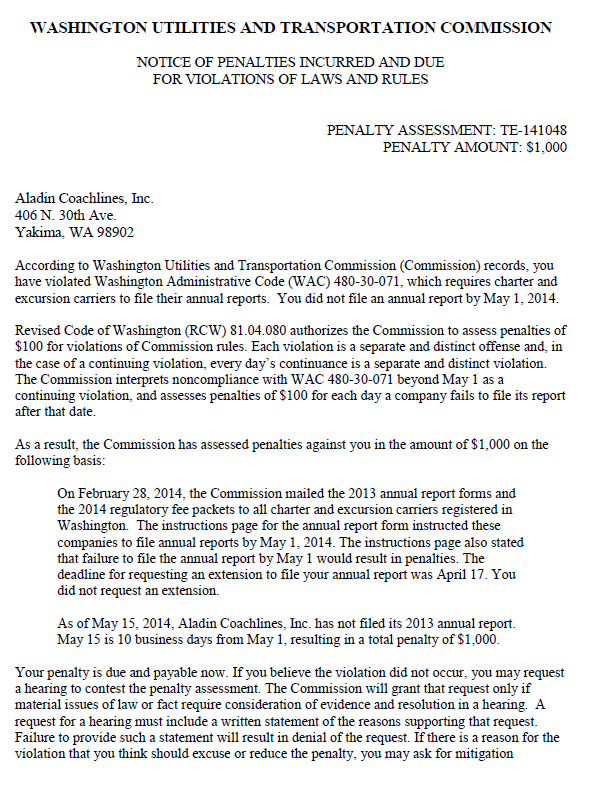 WASHINGTON UTILITIES AND TRANSPORTATION COMMISSION
NOTICE OF PENALTIES INCURRED AND DUE
FOR VIOLATIONS OF LAWS AND RULES
PENALTY ASSESSMENT: TE-141048
PENALTY AMOUNT: $1,000
Aladin Coachlines, Inc.
406 N. 30th Ave.
Yakima, WA 98902
According to Washington Utilities and Transportation Commission (Commission) records, you
have violated Washington Administrative Code (WAC) 480-30-071, which requires charter and
excursion carriers to file their annual reports.  You did not file an annual report by May 1, 2014.
Revised Code of Washington (RCW) 81.04.080 authorizes the Commission to assess penalties of
$100 for violations of Commission rules. Each violation is a separate and distinct offense and, in
the case of a continuing violation, every day's continuance is a separate and distinct violation.
The Commission interprets noncompliance with WAC 480-30-071 beyond May 1 as a
continuing violation, and assesses penalties of $100 for each day a company fails to file its report
after that date.
As a result, the Commission has assessed penalties against you in the amount of $1,000 on the
following basis:
On February 28, 2014, the Commission mailed the 2013 annual report forms and
the 2014 regulatory fee packets to all charter and excursion carriers registered in
Washington.  The instructions page for the annual report form instructed these
companies to file annual reports by May 1, 2014. The instructions page also stated
that failure to file the annual report by May 1 would result in penalties. The
deadline for requesting an extension to file your annual report was April 17. You
did not request an extension.
As of May 15, 2014, Aladin Coachlines, Inc. has not filed its 2013 annual report.
May 15 is 10 business days from May 1, resulting in a total penalty of $1,000.
Your penalty is due and payable now. If you believe the violation did not occur, you may request
a hearing to contest the penalty assessment. The Commission will grant that request only if
material issues of law or fact require consideration of evidence and resolution in a hearing.  A
request for a hearing must include a written statement of the reasons supporting that request.
Failure to provide such a statement will result in denial of the request. If there is a reason for the
violation that you think should excuse or reduce the penalty, you may ask for mitigation